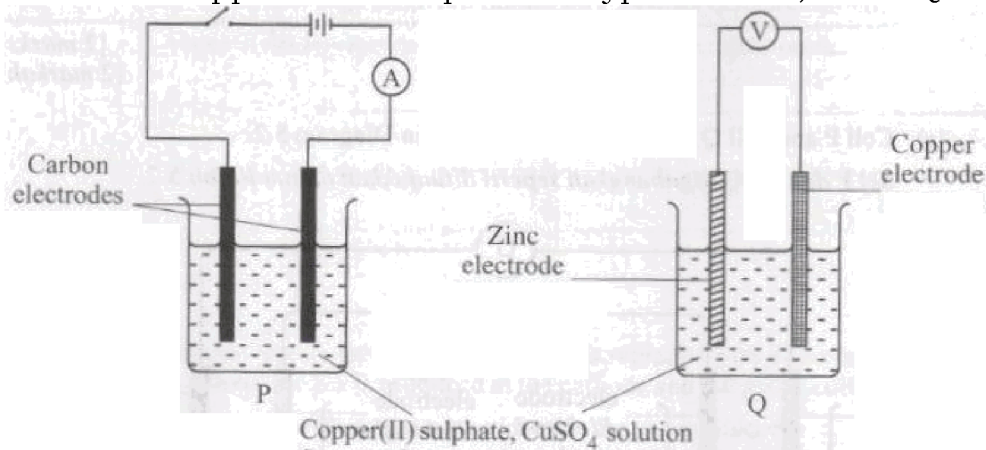 A
V
Carbon
electrodes
Copper
electrode
Zinc
electrode
P
Q
Copper(II) sulphate, CuSO₄ solution